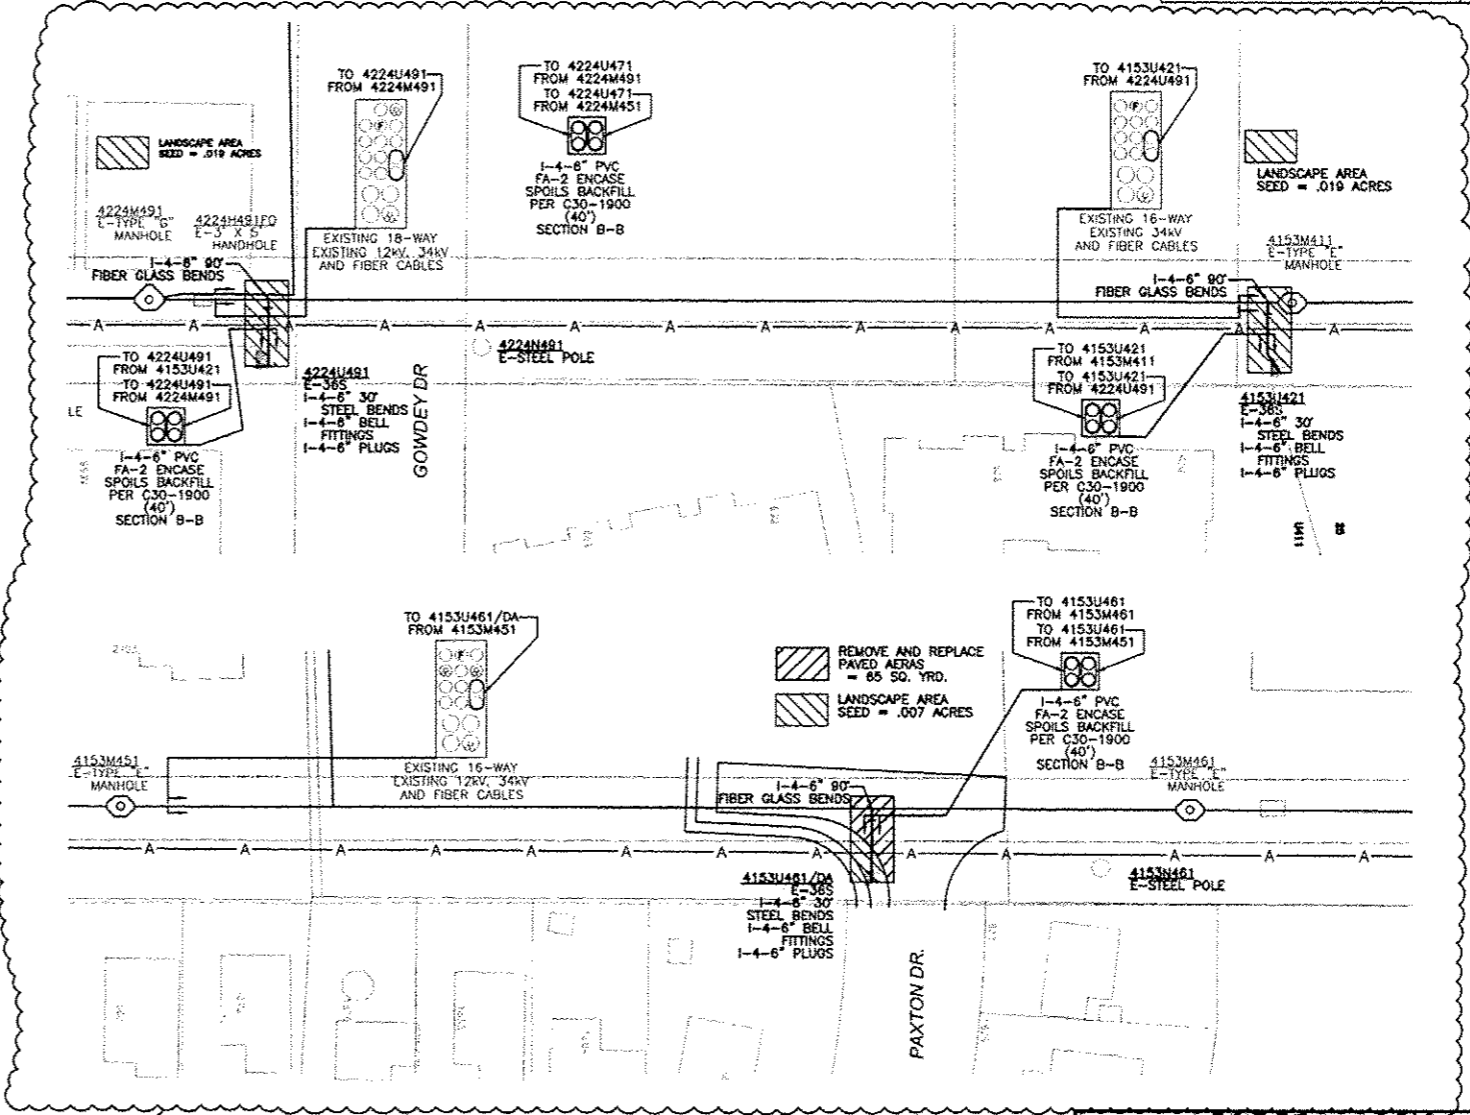 TO 4224U491
FROM 4224M491
TO 4224U471
FROM 4224M491
TO 4224U471
FROM 4224M451
TO 4153U421
FROM 4224U491
LANDSCAPE AREA
SEED = .019 ACRES
1-4-6" PVC
FA-2 ENCASE
SPOILS BACKFILL
PER C30-1900
(40')
SECTION B-B
LANDSCAPE AREA
SEED = .019 ACRES
4224M491
E-TYPE "G"
MANHOLE
4224H491FO
E-3' X 5'
HANDHOLE
EXISTING 18-WAY
EXISTING 12kV, 34kV
AND FIBER CABLES
EXISTING 16-WAY
EXISTING 34kV
AND FIBER CABLES
4153M411
E-TYPE "E"
MANHOLE
1-4-6" 90'
FIBER GLASS BENDS
1-4-6" 90'
FIBER GLASS BENDS
A A A A A A A A A A A A A A
4224N491
E-STEEL POLE
TO 4224U491
FROM 4153U421
TO 4224U491
FROM 4224M491
4224U491
E-36S
1-4-6" 30'
STEEL BENDS
1-4-6" BELL
FITTINGS
1-4-6" PLUGS
GOWDEY DR
TO 4153U421
FROM 4153M411
TO 4153U421
FROM 4224U491
4153U421
E-36S
1-4-6" 30'
STEEL BENDS
1-4-6" BELL
FITTINGS
1-4-6" PLUGS
LE
1-4-6" PVC
FA-2 ENCASE
SPOILS BACKFILL
PER C30-1900
(40')
SECTION B-B
1-4-6" PVC
FA-2 ENCASE
SPOILS BACKFILL
PER C30-1900
(40')
SECTION B-B
U411
TO 4153U461/DA
FROM 4153M451
TO 4153U461
FROM 4153M461
TO 4153U461
FROM 4153M451
REMOVE AND REPLACE
PAVED AERAS
= 65 SQ. YRD.
LANDSCAPE AREA
SEED = .007 ACRES
1-4-6" PVC
FA-2 ENCASE
SPOILS BACKFILL
PER C30-1900
(40')
SECTION B-B
4153M451
E-TYPE "E"
MANHOLE
EXISTING 16-WAY
EXISTING 12kV, 34kV
AND FIBER CABLES
1-4-6" 90'
FIBER GLASS BENDS
4153M461
E-TYPE "E"
MANHOLE
A A A A A A A A A A A A A A
4153U461/DA
E-36S
1-4-6" 30'
STEEL BENDS
1-4-6" BELL
FITTINGS
1-4-6" PLUGS
4153N461
E-STEEL POLE
PAXTON DR.